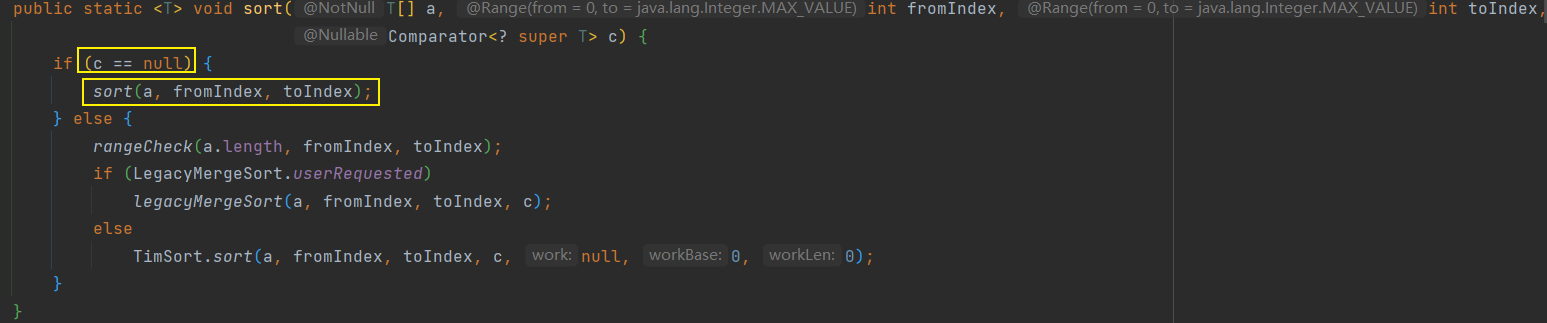 public static <T> void sort( @NotNull T[] a, @Range(from = 0, to = java.lang.Integer.MAX_VALUE) int fromIndex, @Range(from = 0, to = java.lang.Integer.MAX_VALUE) int toIndex,
@Nullable Comparator<? super T> c) {
if (c == null) {
sort(a, fromIndex, toIndex);
} else {
rangeCheck(a.length, fromIndex, toIndex);
if (LegacyMergeSort.userRequested)
legacyMergeSort(a, fromIndex, toIndex, c);
else
TimSort.sort(a, fromIndex, toIndex, c, work: null, workBase: 0, workLen: 0);
}
}